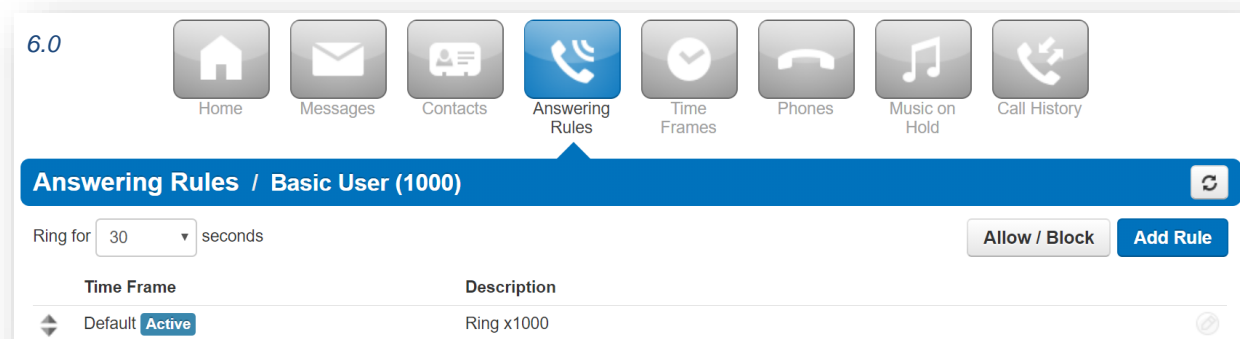 6.0
Home
Messages
Contacts
Answering
Rules
Time
Frames
Phones
Music on
Hold
Call History
Answering Rules / Basic User (1000)
Ring for 30 seconds
Allow / Block
Add Rule
Time Frame Description
Default Active Ring x1000